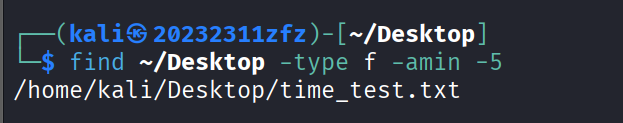 ┌──(kali㉿20232311zfz)-[~/Desktop]
└─$ find ~/Desktop -type f -amin -5
/home/kali/Desktop/time_test.txt